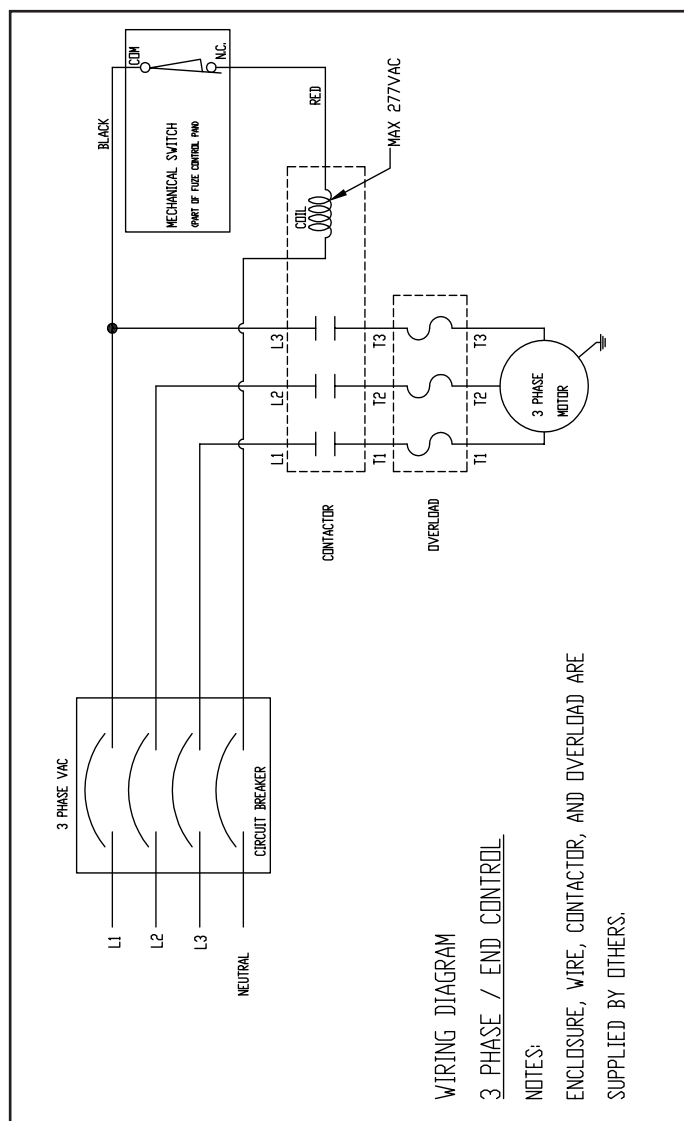 3 PHASE VAC
L1
L2
L3
NEUTRAL
CIRCUIT BREAKER
BLACK
COM
N.C.
MECHANICAL SWITCH
(PART OF FUZE CONTROL PANEL)
RED
MAX 277VAC
COIL
L3
L2
L1
CONTACTOR
T3
T2
T1
OVERLOAD
T3
T2
T1
3 PHASE
MOTOR
WIRING DIAGRAM
3 PHASE / END CONTROL
NOTES:
ENCLOSURE, WIRE, CONTACTOR, AND OVERLOAD ARE
SUPPLIED BY OTHERS.